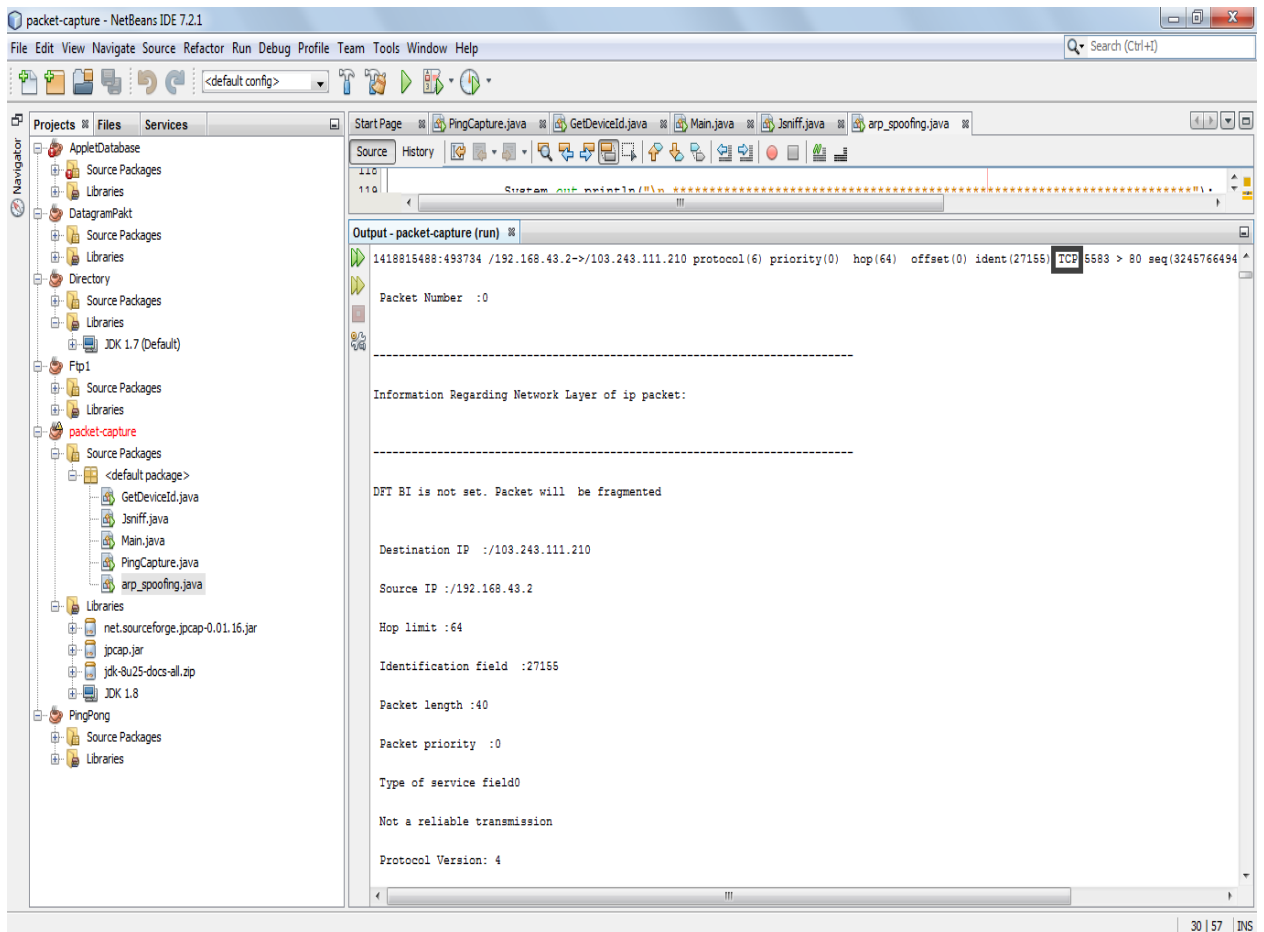 packet-capture - NetBeans IDE 7.2.1
File Edit View Navigate Source Refactor Run Debug Profile Team Tools Window Help
Search (Ctrl+I)
<default config>
Navigator
Projects Files Services
AppletDatabase
Source Packages
Libraries
DatagramPakt
Source Packages
Libraries
Directory
Source Packages
Libraries
JDK 1.7 (Default)
Ftp1
Source Packages
Libraries
packet-capture
Source Packages
<default package>
GetDeviceId.java
Jsniff.java
Main.java
PingCapture.java
arp_spoofing.java
Libraries
net.sourceforge.jpcap-0.01.16.jar
jpcap.jar
jdk-8u25-docs-all.zip
JDK 1.8
PingPong
Source Packages
Libraries
Start Page PingCapture.java GetDeviceId.java Main.java Jsniff.java arp_spoofing.java
Source History
118
119 System.out.println("\n *************************************************************************");
Output - packet-capture (run)
1418815488:493734 /192.168.43.2->/103.243.111.210 protocol(6) priority(0) hop(64) offset(0) ident(27155) TCP 5583 > 80 seq(3245766494
Packet Number :0
---------------------------------------------------------------------------
Information Regarding Network Layer of ip packet:
---------------------------------------------------------------------------
DFT BI is not set. Packet will be fragmented
Destination IP :/103.243.111.210
Source IP :/192.168.43.2
Hop limit :64
Identification field :27155
Packet length :40
Packet priority :0
Type of service field0
Not a reliable transmission
Protocol Version: 4
30 | 57 INS